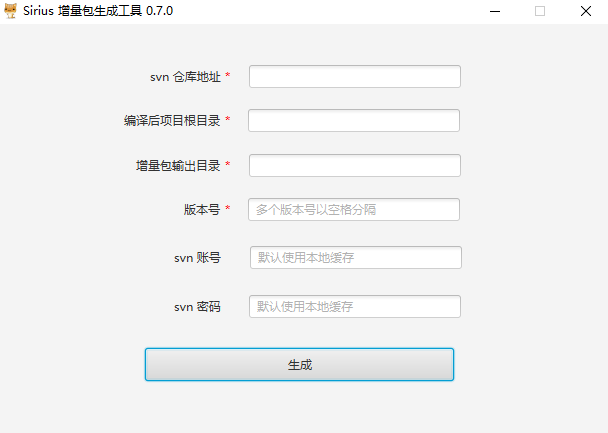 Sirius 增量包生成工具 0.7.0
svn 仓库地址 *
编译后项目根目录 *
增量包输出目录 *
版本号 * 多个版本号以空格分隔
svn 账号 默认使用本地缓存
svn 密码 默认使用本地缓存
生成